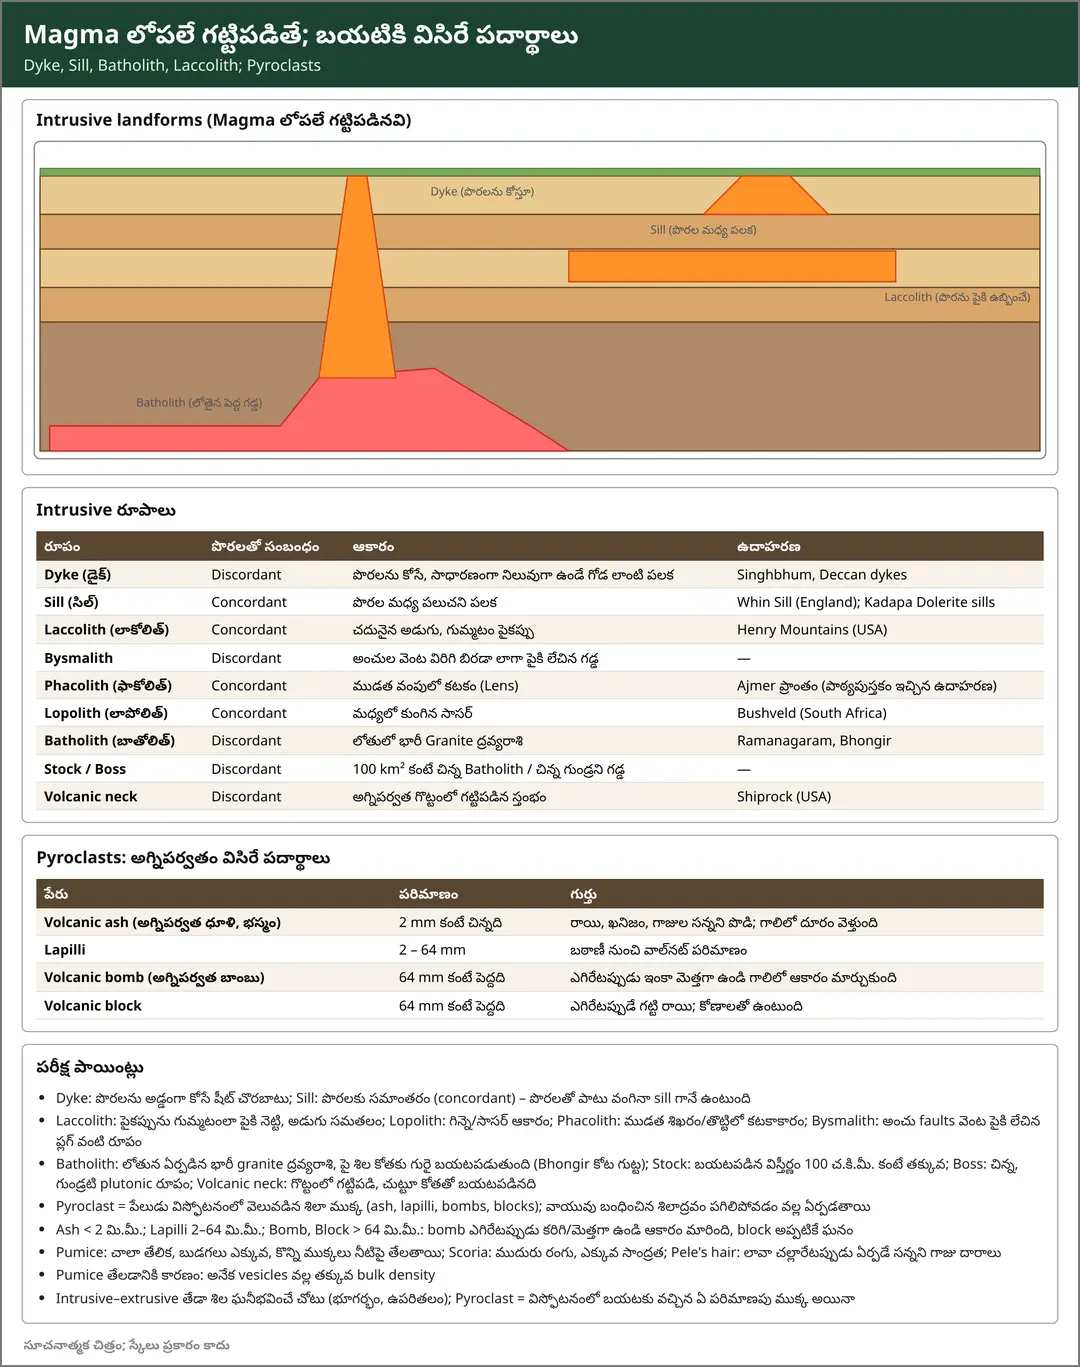 Magma లోపలే గట్టిపడితే; బయటికి విసిరే పదార్థాలు
Dyke, Sill, Batholith, Laccolith; Pyroclasts
Intrusive landforms (Magma లోపలే గట్టిపడినవి)
Dyke (పొరలను కోస్తూ)
Sill (పొరల మధ్య పలక)
Laccolith (పొరను పైకి ఉబ్బించే)
Batholith (లోతైన పెద్ద గడ్డ)
Intrusive రూపాలు
రూపం పొరలతో సంబంధం ఆకారం ఉదాహరణ
Dyke (డైక్) Discordant పొరలను కోసే, సాధారణంగా నిలువుగా ఉండే గోడ లాంటి పలక Singhbhum, Deccan dykes
Sill (సిల్) Concordant పొరల మధ్య పలుచని పలక Whin Sill (England); Kadapa Dolerite sills
Laccolith (లాకోలిత్) Concordant చదునైన అడుగు, గుమ్మటం పైకప్పు Henry Mountains (USA)
Bysmalith Discordant అంచుల వెంట విరిగి బిరడా లాగా పైకి లేచిన గడ్డ —
Phacolith (ఫాకోలిత్) Concordant ముడత వంపులో కటకం (Lens) Ajmer ప్రాంతం (పాఠ్యపుస్తకం ఇచ్చిన ఉదాహరణ)
Lopolith (లాపోలిత్) Concordant మధ్యలో కుంగిన సాసర్ Bushveld (South Africa)
Batholith (బాతోలిత్) Discordant లోతులో భారీ Granite ద్రవ్యరాశి Ramanagaram, Bhongir
Stock / Boss Discordant 100 km² కంటే చిన్న Batholith / చిన్న గుండ్రని గడ్డ —
Volcanic neck Discordant అగ్నిపర్వత గొట్టంలో గట్టిపడిన స్తంభం Shiprock (USA)
Pyroclasts: అగ్నిపర్వతం విసిరే పదార్థాలు
పేరు పరిమాణం గుర్తు
Volcanic ash (అగ్నిపర్వత ధూళి, భస్మం) 2 mm కంటే చిన్నది రాయి, ఖనిజం, గాజుల సన్నని పొడి; గాలిలో దూరం వెళ్తుంది
Lapilli 2 – 64 mm బఠాణీ నుంచి వాల్‌నట్ పరిమాణం
Volcanic bomb (అగ్నిపర్వత బాంబు) 64 mm కంటే పెద్దది ఎగిరేటప్పుడు ఇంకా మెత్తగా ఉండి గాలిలో ఆకారం మార్చుకుంది
Volcanic block 64 mm కంటే పెద్దది ఎగిరేటప్పుడే గట్టి రాయి; కోణాలతో ఉంటుంది
పరీక్ష పాయింట్లు
• Dyke: పొరలను అడ్డంగా కోసే షీట్ చొరబాటు; Sill: పొరలకు సమాంతరం (concordant) – పొరలతో పాటు వంగినా sill గానే ఉంటుంది
• Laccolith: పైకప్పును గుమ్మటంలా పైకి నెట్టి, అడుగు సమతలం; Lopolith: గిన్నె/సాసర్ ఆకారం; Phacolith: ముడత శిఖరం/తొట్టిలో కటకాకారం; Bysmalith: అంచు faults వెంట పైకి లేచిన
ప్లగ్ వంటి రూపం
• Batholith: లోతున ఏర్పడిన భారీ granite ద్రవ్యరాశి, పై శిల కోతకు గురై బయటపడుతుంది (Bhongir కోట గుట్ట); Stock: బయటపడిన విస్తీర్ణం 100 చ.కి.మీ. కంటే తక్కువ; Boss: చిన్న,
గుండ్రటి plutonic రూపం; Volcanic neck: గొట్టంలో గట్టిపడి, చుట్టూ కోతతో బయటపడినది
• Pyroclast = పేలుడు విస్ఫోటనంలో వెలువడిన శిలా ముక్క (ash, lapilli, bombs, blocks); వాయువు బంధించిన శిలాద్రవం పగిలిపోవడం వల్ల ఏర్పడతాయి
• Ash < 2 మి.మీ.; Lapilli 2–64 మి.మీ.; Bomb, Block > 64 మి.మీ.: bomb ఎగిరేటప్పుడు కరిగి/మెత్తగా ఉండి ఆకారం మారింది, block అప్పటికే ఘనం
• Pumice: చాలా తేలిక, బుడగలు ఎక్కువ, కొన్ని ముక్కలు నీటిపై తేలతాయి; Scoria: ముదురు రంగు, ఎక్కువ సాంద్రత; Pele's hair: లావా చల్లారేటప్పుడు ఏర్పడే సన్నని గాజు దారాలు
• Pumice తేలడానికి కారణం: అనేక vesicles వల్ల తక్కువ bulk density
• Intrusive–extrusive తేడా శిల ఘనీభవించే చోటు (భూగర్భం, ఉపరితలం); Pyroclast = విస్ఫోటనంలో బయటకు వచ్చిన ఏ పరిమాణపు ముక్క అయినా
సూచనాత్మక చిత్రం; స్కేలు ప్రకారం కాదు